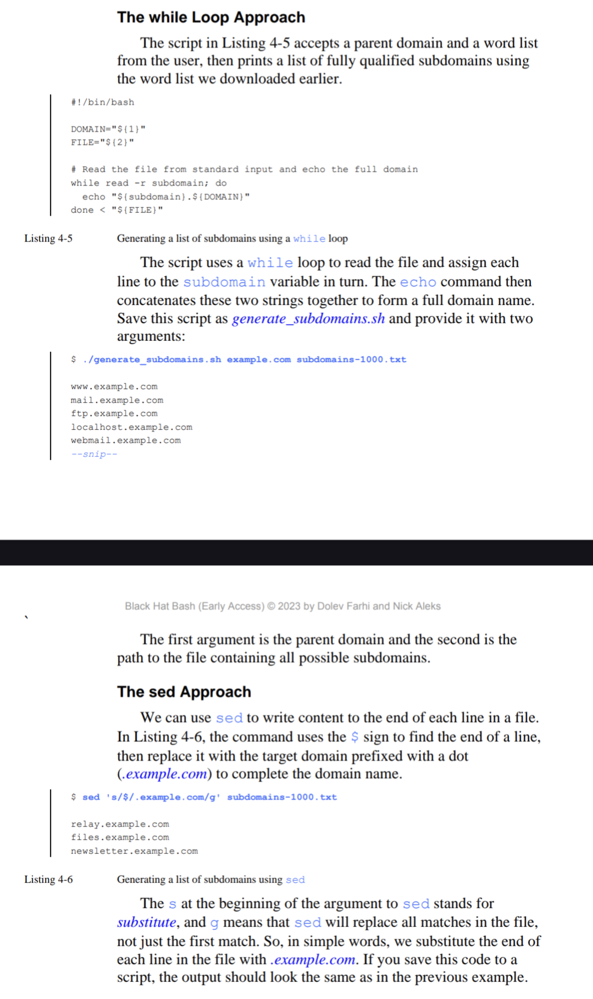 The while Loop Approach
The script in Listing 4-5 accepts a parent domain and a word list
from the user, then prints a list of fully qualified subdomains using
the word list we downloaded earlier.
#!/bin/bash
DOMAIN="${1}"
FILE="${2}"
# Read the file from standard input and echo the full domain
while read -r subdomain; do
  echo "${subdomain}.${DOMAIN}"
done < "${FILE}"
Listing 4-5 Generating a list of subdomains using a while loop
The script uses a while loop to read the file and assign each
line to the subdomain variable in turn. The echo command then
concatenates these two strings together to form a full domain name.
Save this script as generate_subdomains.sh and provide it with two
arguments:
$ ./generate_subdomains.sh example.com subdomains-1000.txt
www.example.com
mail.example.com
ftp.example.com
localhost.example.com
webmail.example.com
--snip--
Black Hat Bash (Early Access) © 2023 by Dolev Farhi and Nick Aleks
`
The first argument is the parent domain and the second is the
path to the file containing all possible subdomains.
The sed Approach
We can use sed to write content to the end of each line in a file.
In Listing 4-6, the command uses the $ sign to find the end of a line,
then replace it with the target domain prefixed with a dot
(.example.com) to complete the domain name.
$ sed 's/$/.example.com/g' subdomains-1000.txt
relay.example.com
files.example.com
newsletter.example.com
Listing 4-6 Generating a list of subdomains using sed
The s at the beginning of the argument to sed stands for
substitute, and g means that sed will replace all matches in the file,
not just the first match. So, in simple words, we substitute the end of
each line in the file with .example.com. If you save this code to a
script, the output should look the same as in the previous example.